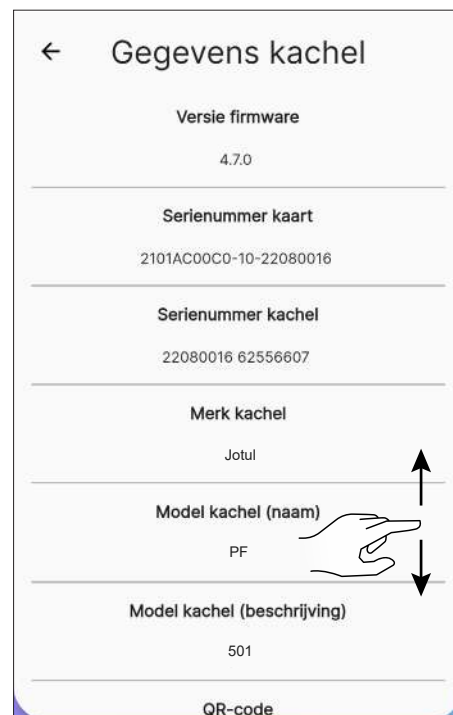 Gegevens kachel
Versie firmware
4.7.0
Serienummer kaart
2101AC00C0-10-22080016
Serienummer kachel
22080016 62556607
Merk kachel
Jotul
Model kachel (naam)
PF
Model kachel (beschrijving)
501
QR-code